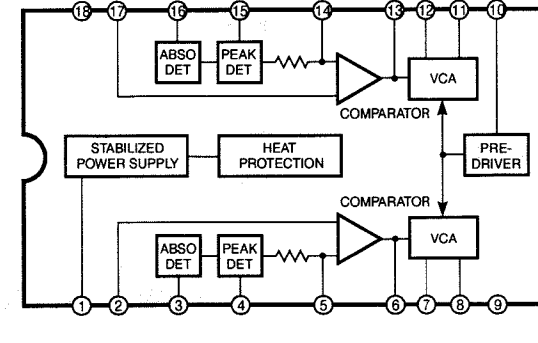 18 17 16 15 14 13 12 11 10
ABSO
DET
PEAK
DET
VCA
COMPARATOR
STABILIZED
POWER SUPPLY
HEAT
PROTECTION
PRE-
DRIVER
COMPARATOR
ABSO
DET
PEAK
DET
VCA
1 2 3 4 5 6 7 8 9